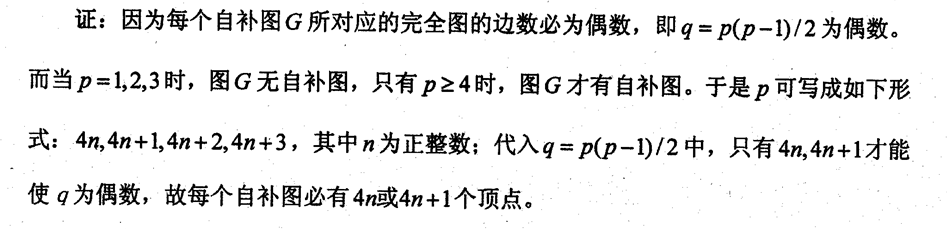 证：因为每个自补图G所对应的完全图的边数必为偶数，即q = p(p−1)/2为偶数。
而当p=1,2,3时，图G无自补图，只有p≥4时，图G才有自补图。于是p可写成如下形
式：4n,4n+1,4n+2,4n+3，其中n为正整数；代入q = p(p−1)/2中，只有4n,4n+1才能
使q为偶数，故每个自补图必有4n或4n+1个顶点。